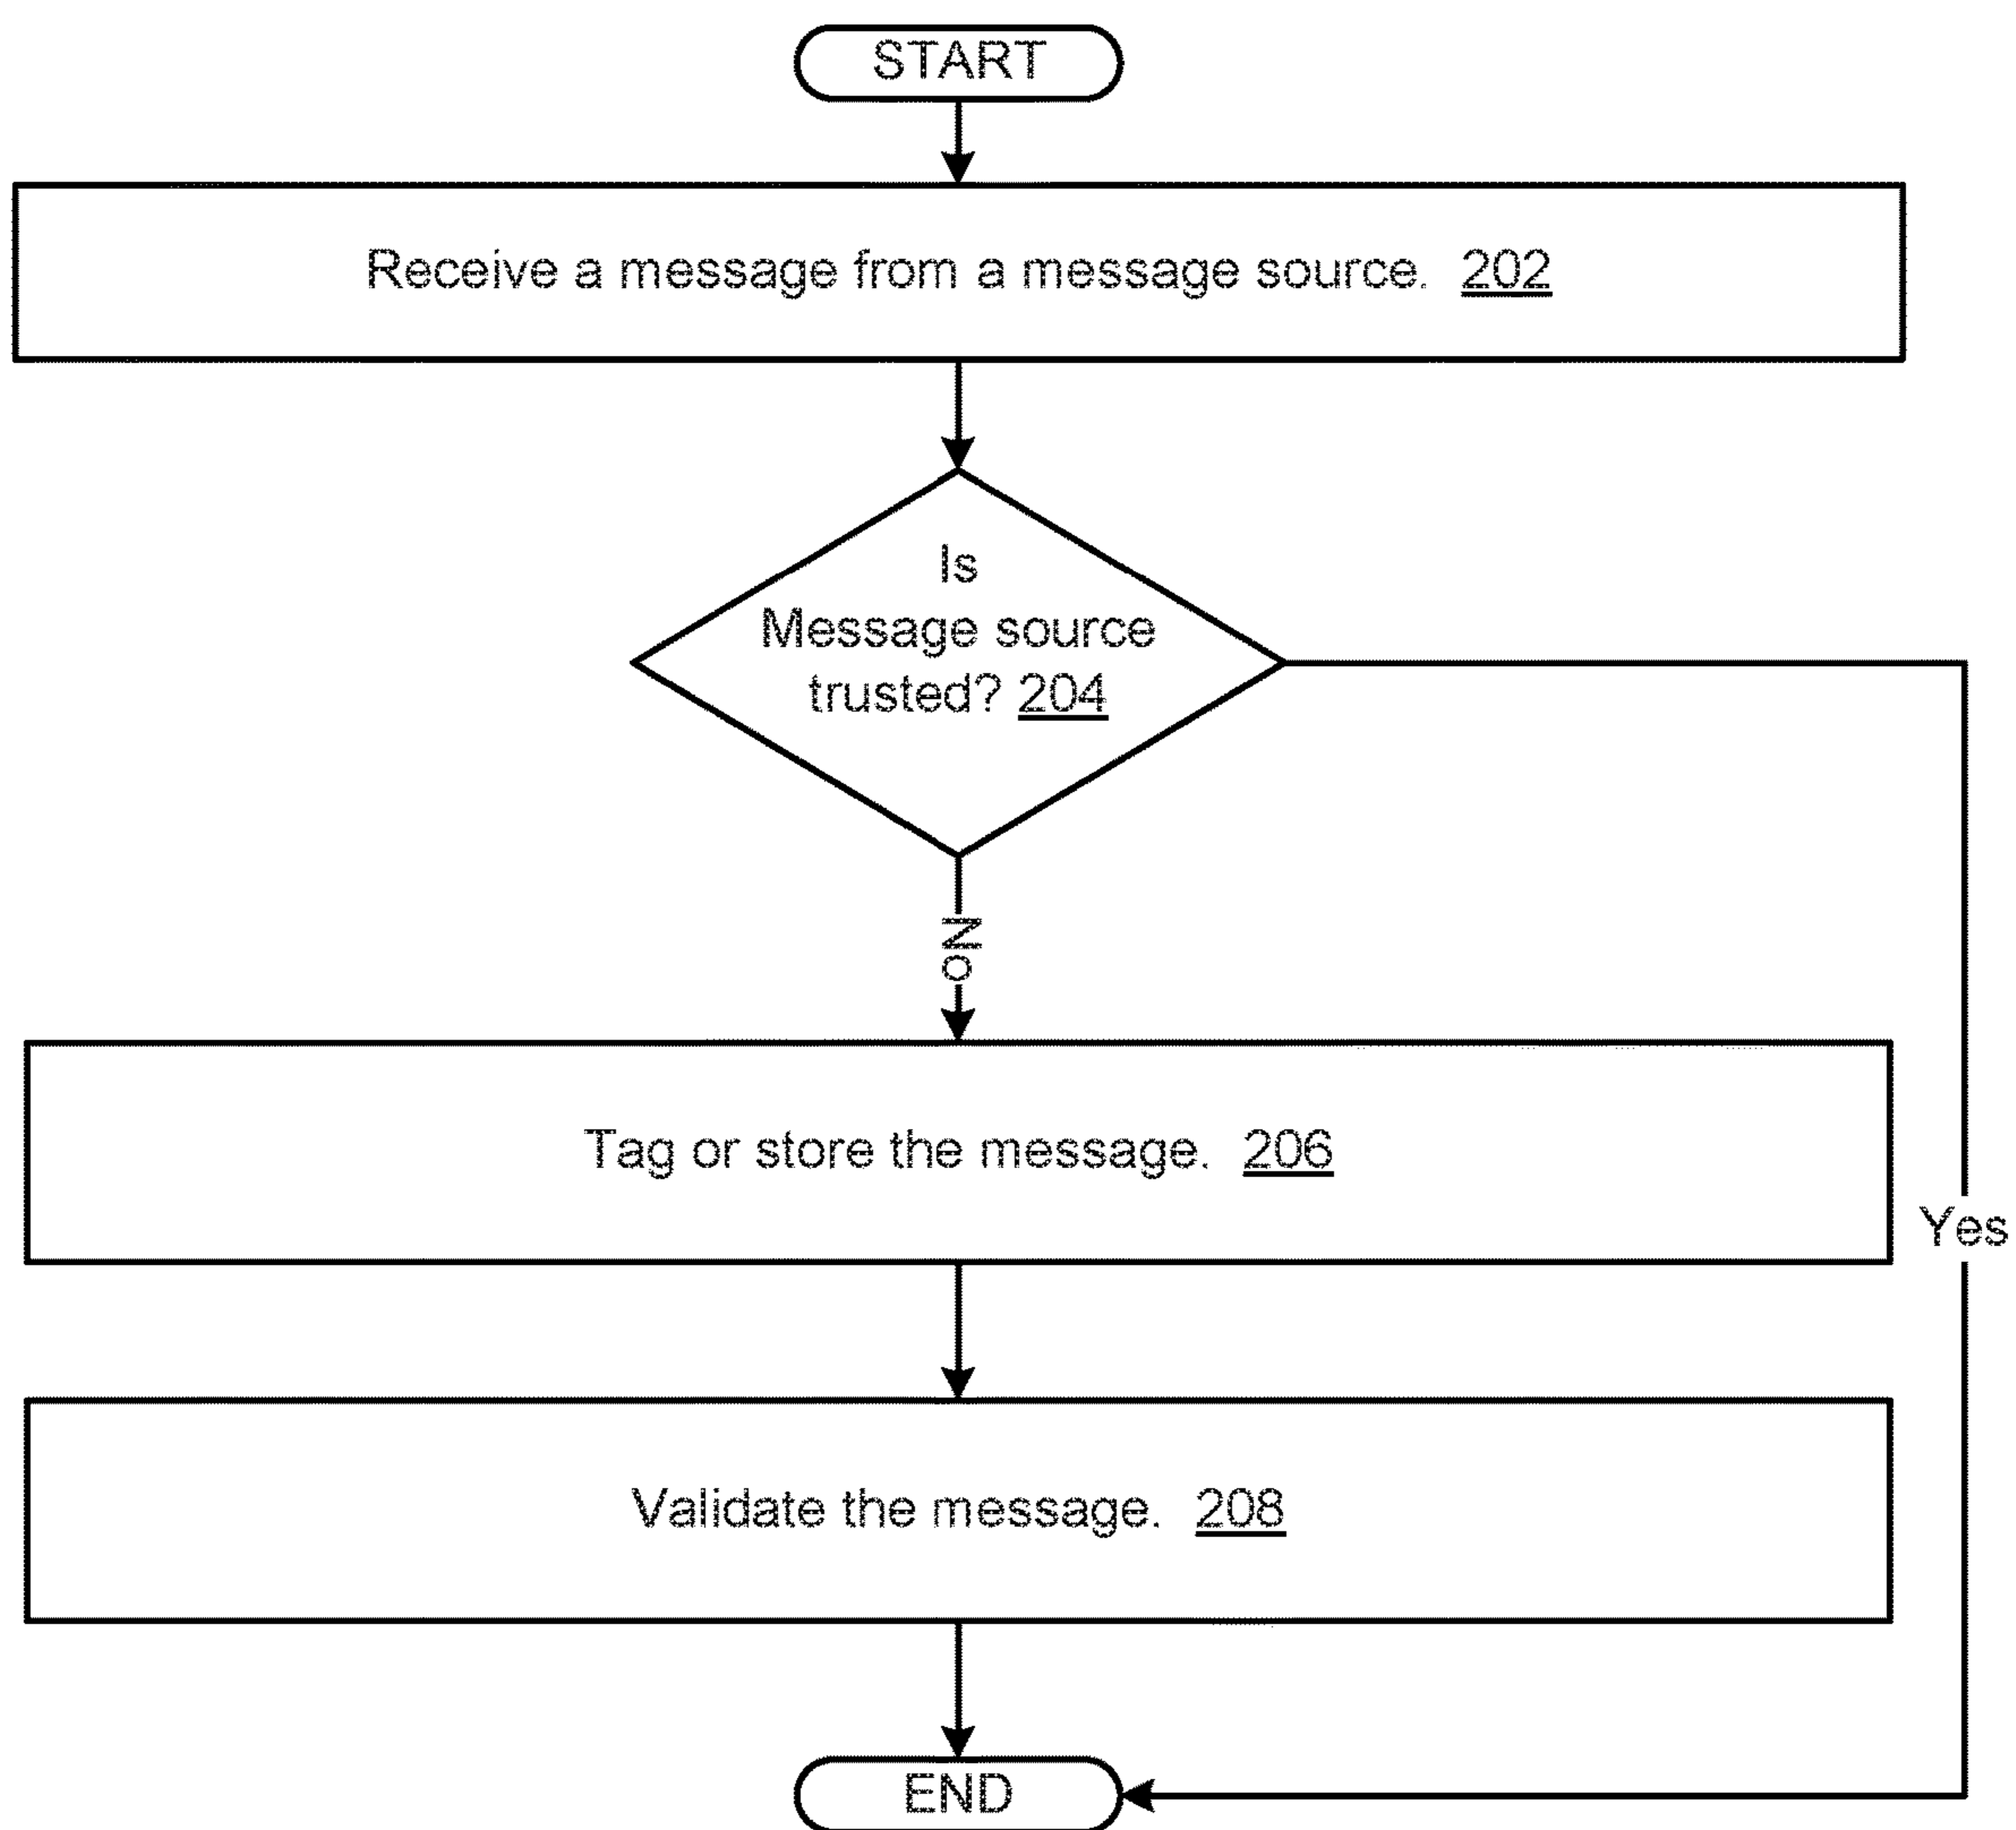 START
Receive a message from a message source. 202
Is
Message source
trusted? 204
No
Tag or store the message. 206
Yes
Validate the message. 208
END